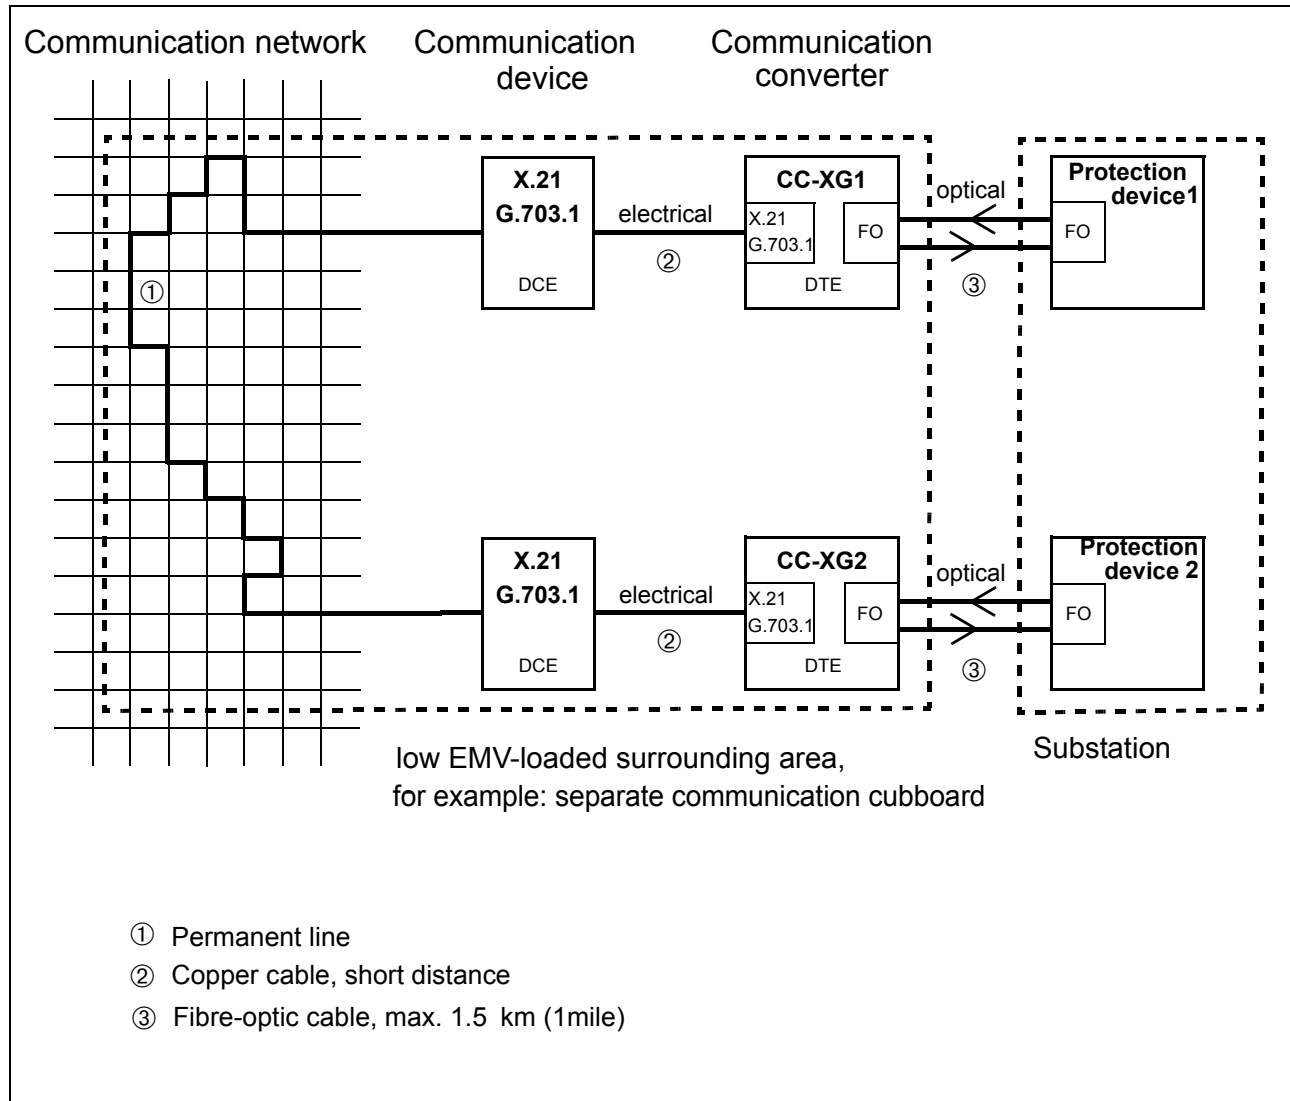 Communication network
Communication
device
Communication
converter
X.21
G.703.1
DCE
electrical
②
CC-XG1
X.21
G.703.1
FO
DTE
optical
③
Protection
device1
FO
①
X.21
G.703.1
DCE
electrical
②
CC-XG2
X.21
G.703.1
FO
DTE
optical
③
Protection
device 2
FO
low EMV-loaded surrounding area,
for example: separate communication cubboard
Substation
① Permanent line
② Copper cable, short distance
③ Fibre-optic cable, max. 1.5 km (1mile)